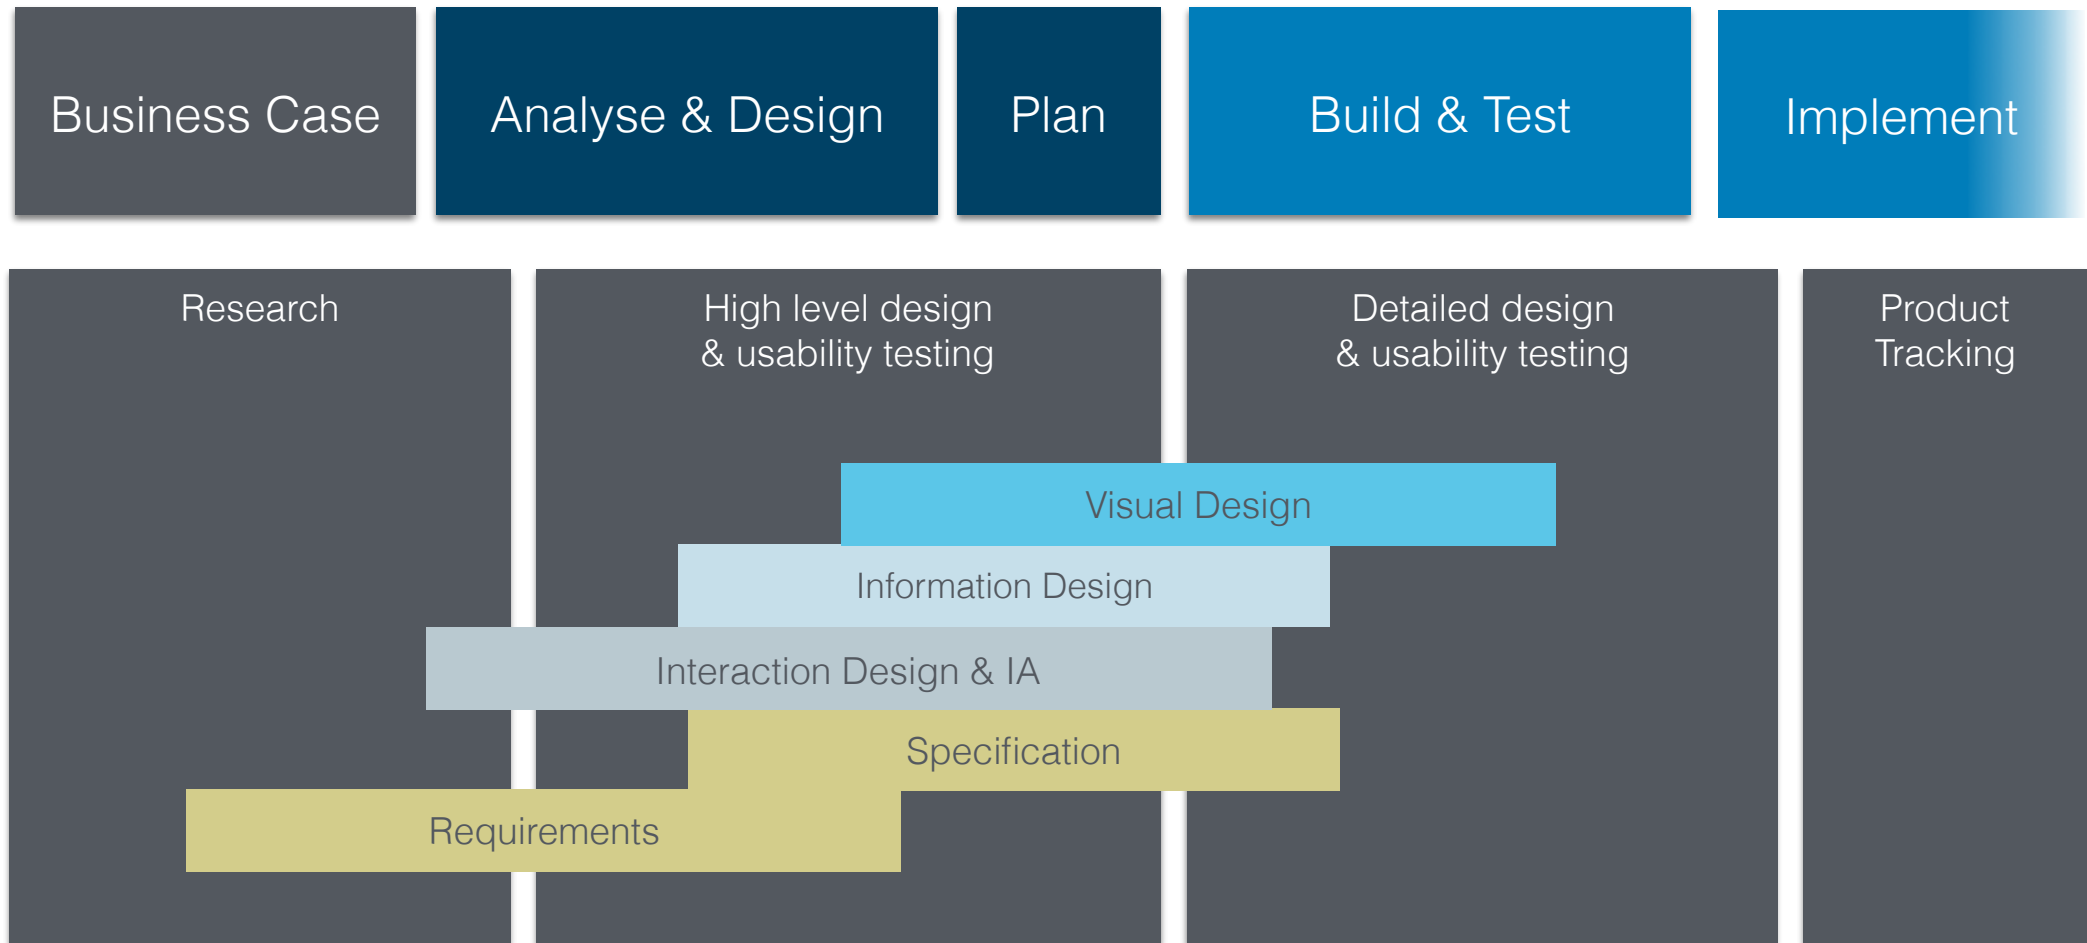 Business Case
Analyse & Design
Plan
Build & Test
Implement
Research
High level design
& usability testing
Detailed design
& usability testing
Product
Tracking
Visual Design
Information Design
Interaction Design & IA
Specification
Requirements